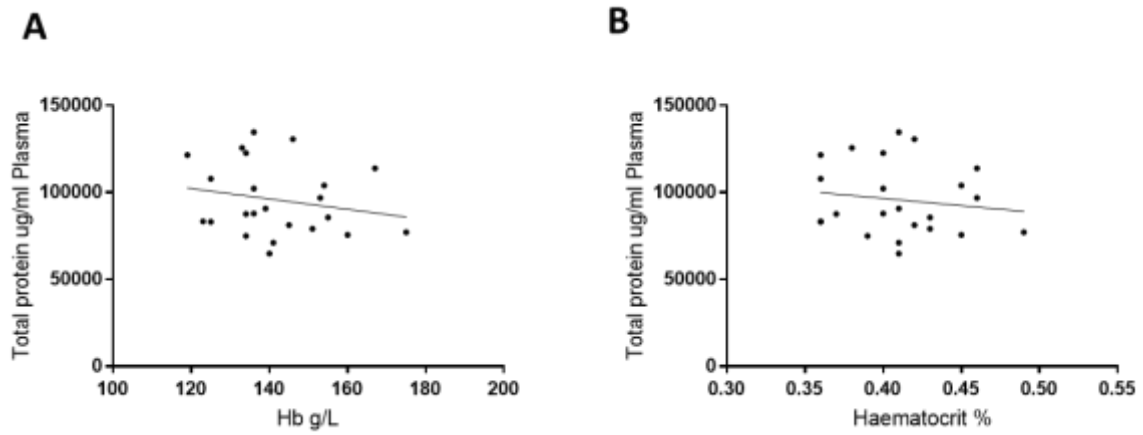 A
B
Total protein ug/ml Plasma
150000
100000
50000
0
100 120 140 160 180 200
Hb g/L
Total protein ug/ml Plasma
150000
100000
50000
0
0.30 0.35 0.40 0.45 0.50 0.55
Haematocrit %